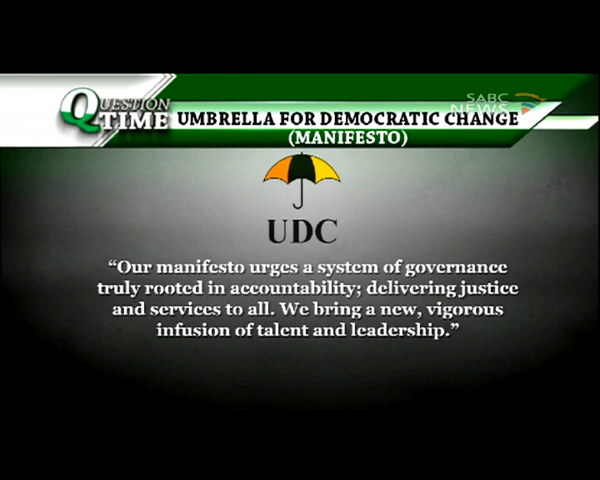 QUESTION
TIME
SABC
NEWS
UMBRELLA FOR DEMOCRATIC CHANGE
(MANIFESTO)
UDC
“Our manifesto urges a system of governance
truly rooted in accountability; delivering justice
and services to all. We bring a new, vigorous
infusion of talent and leadership.”